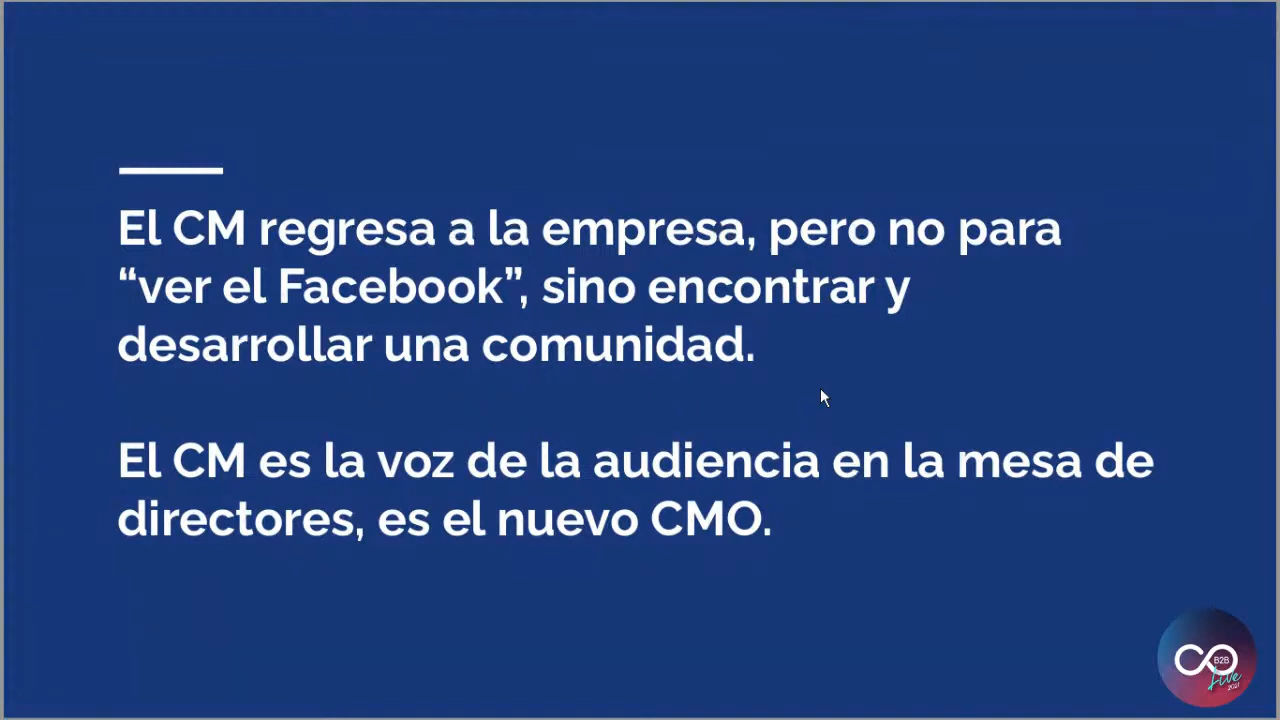 El CM regresa a la empresa, pero no para
“ver el Facebook”, sino encontrar y
desarrollar una comunidad.
El CM es la voz de la audiencia en la mesa de
directores, es el nuevo CMO.
B2B
Live
2021